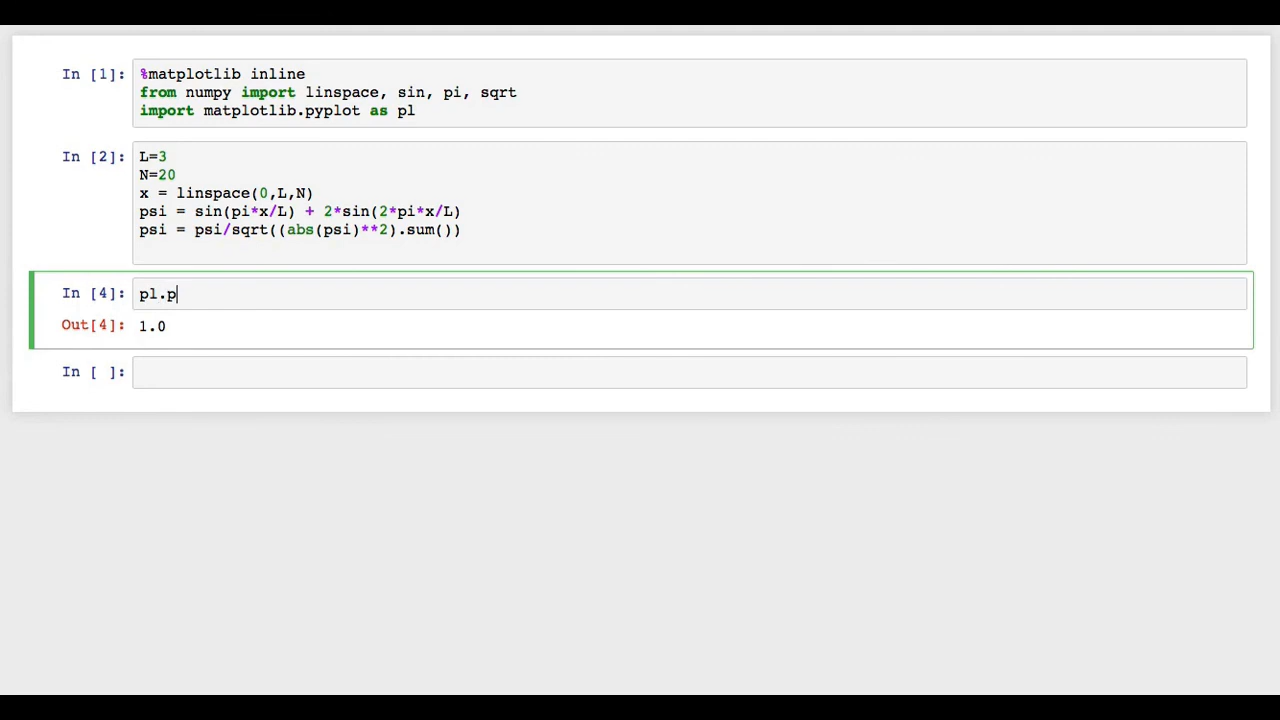 In [1]: %matplotlib inline
from numpy import linspace, sin, pi, sqrt
import matplotlib.pyplot as pl
In [2]: L=3
N=20
x = linspace(0,L,N)
psi = sin(pi*x/L) + 2*sin(2*pi*x/L)
psi = psi/sqrt((abs(psi)**2).sum())
In [4]: pl.p
Out[4]: 1.0
In [ ]: